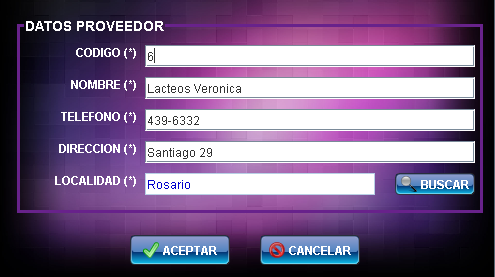 DATOS PROVEEDOR
CODIGO (*) 6
NOMBRE (*) Lacteos Veronica
TELEFONO (*) 439-6332
DIRECCION (*) Santiago 29
LOCALIDAD (*) Rosario BUSCAR
ACEPTAR CANCELAR